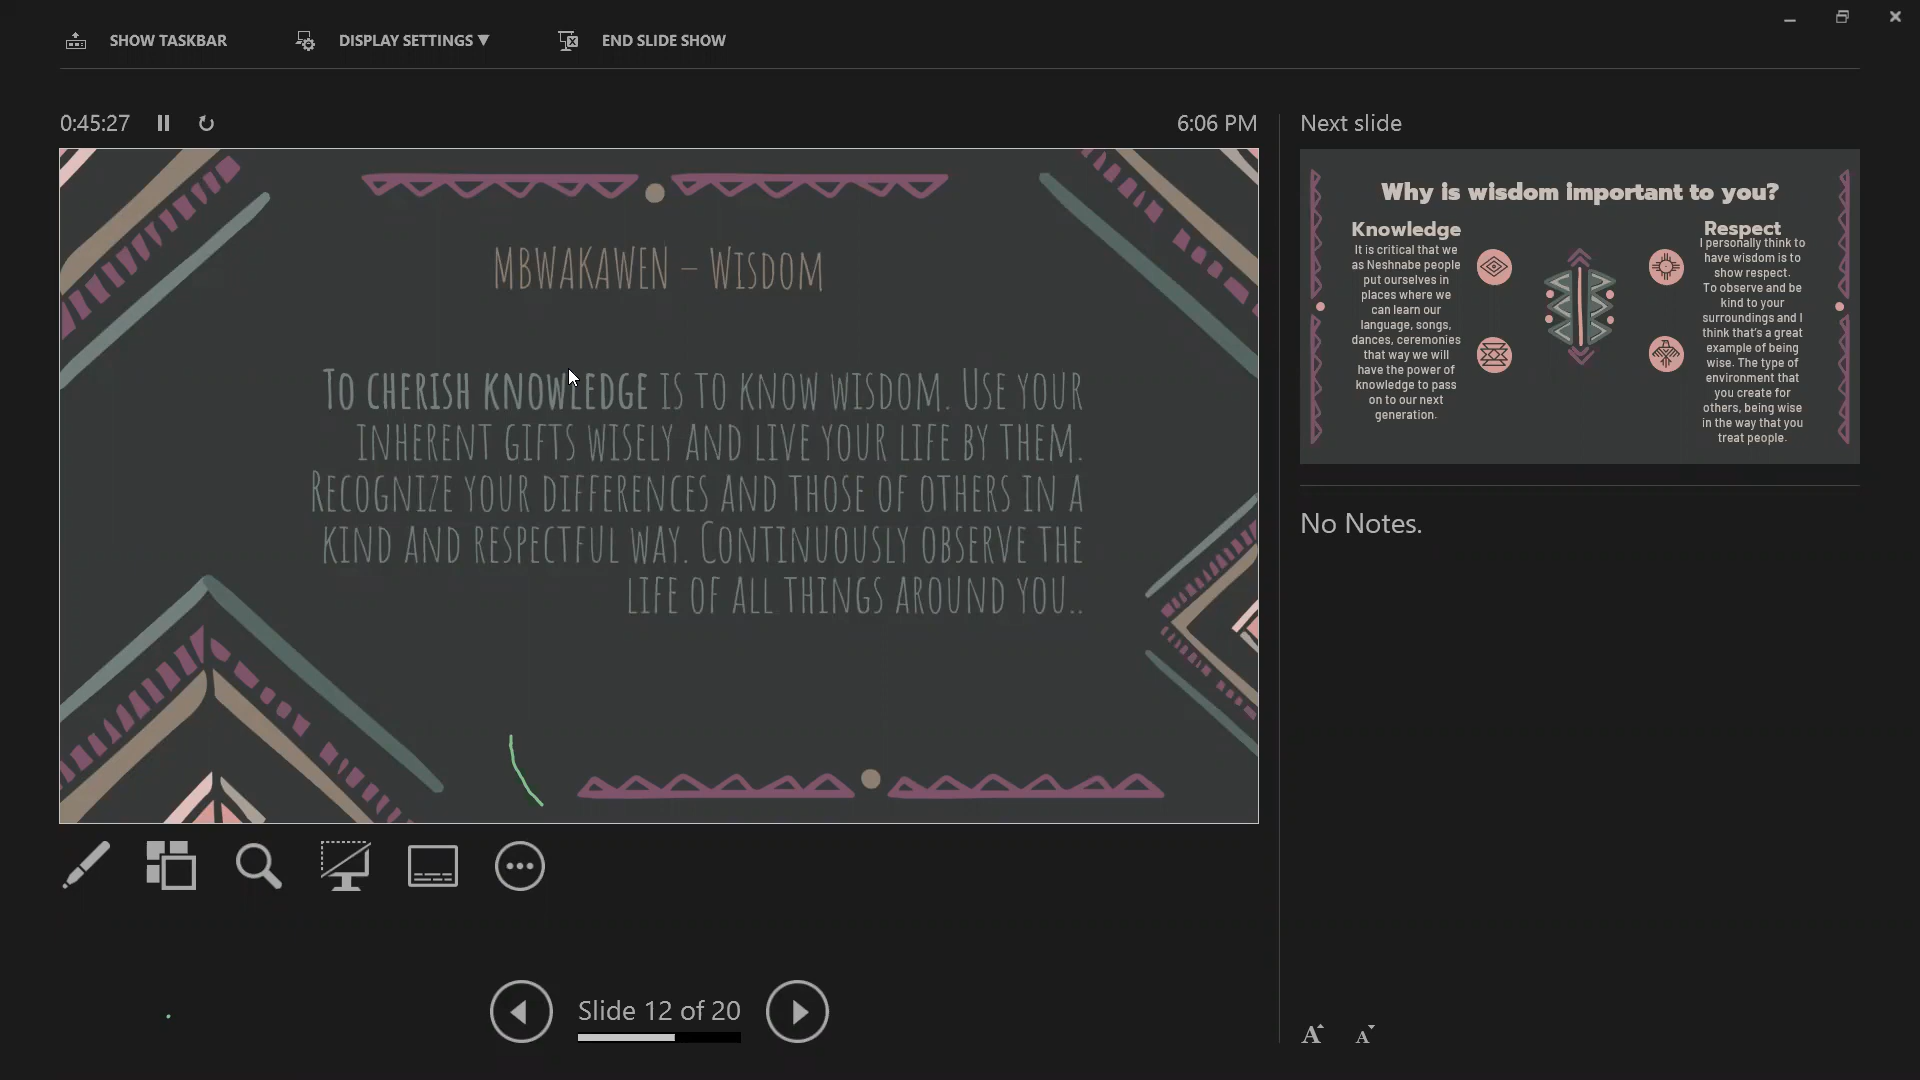 SHOW TASKBAR
DISPLAY SETTINGS ▼
END SLIDE SHOW
0:45:27
6:06 PM
MBWAKAWEN – WISDOM
TO CHERISH KNOWLEDGE IS TO KNOW WISDOM. USE YOUR
INHERENT GIFTS WISELY AND LIVE YOUR LIFE BY THEM.
RECOGNIZE YOUR DIFFERENCES AND THOSE OF OTHERS IN A
KIND AND RESPECTFUL WAY. CONTINUOUSLY OBSERVE THE
LIFE OF ALL THINGS AROUND YOU..
Slide 12 of 20
Next slide
Why is wisdom important to you?
Knowledge
It is critical that we
as Neshnabe people
put ourselves in
places where we
can learn our
language, songs,
dances, ceremonies
that way we will
have the power of
knowledge to pass
on to our next
generation.
Respect
I personally think to
have wisdom is to
show respect.
To observe and be
kind to your
surroundings and I
think that's a great
example of being
wise. The type of
environment that
you create for
others, being wise
in the way that you
treat people.
No Notes.
A A